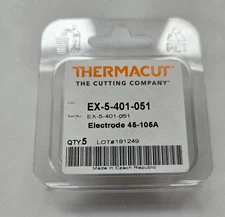 THERMACUT®
THE CUTTING COMPANY®
EX-5-401-051
EX-5-401-051
Electrode 45-105A
QTY 5 LOT#181249
Made in Czech Republic